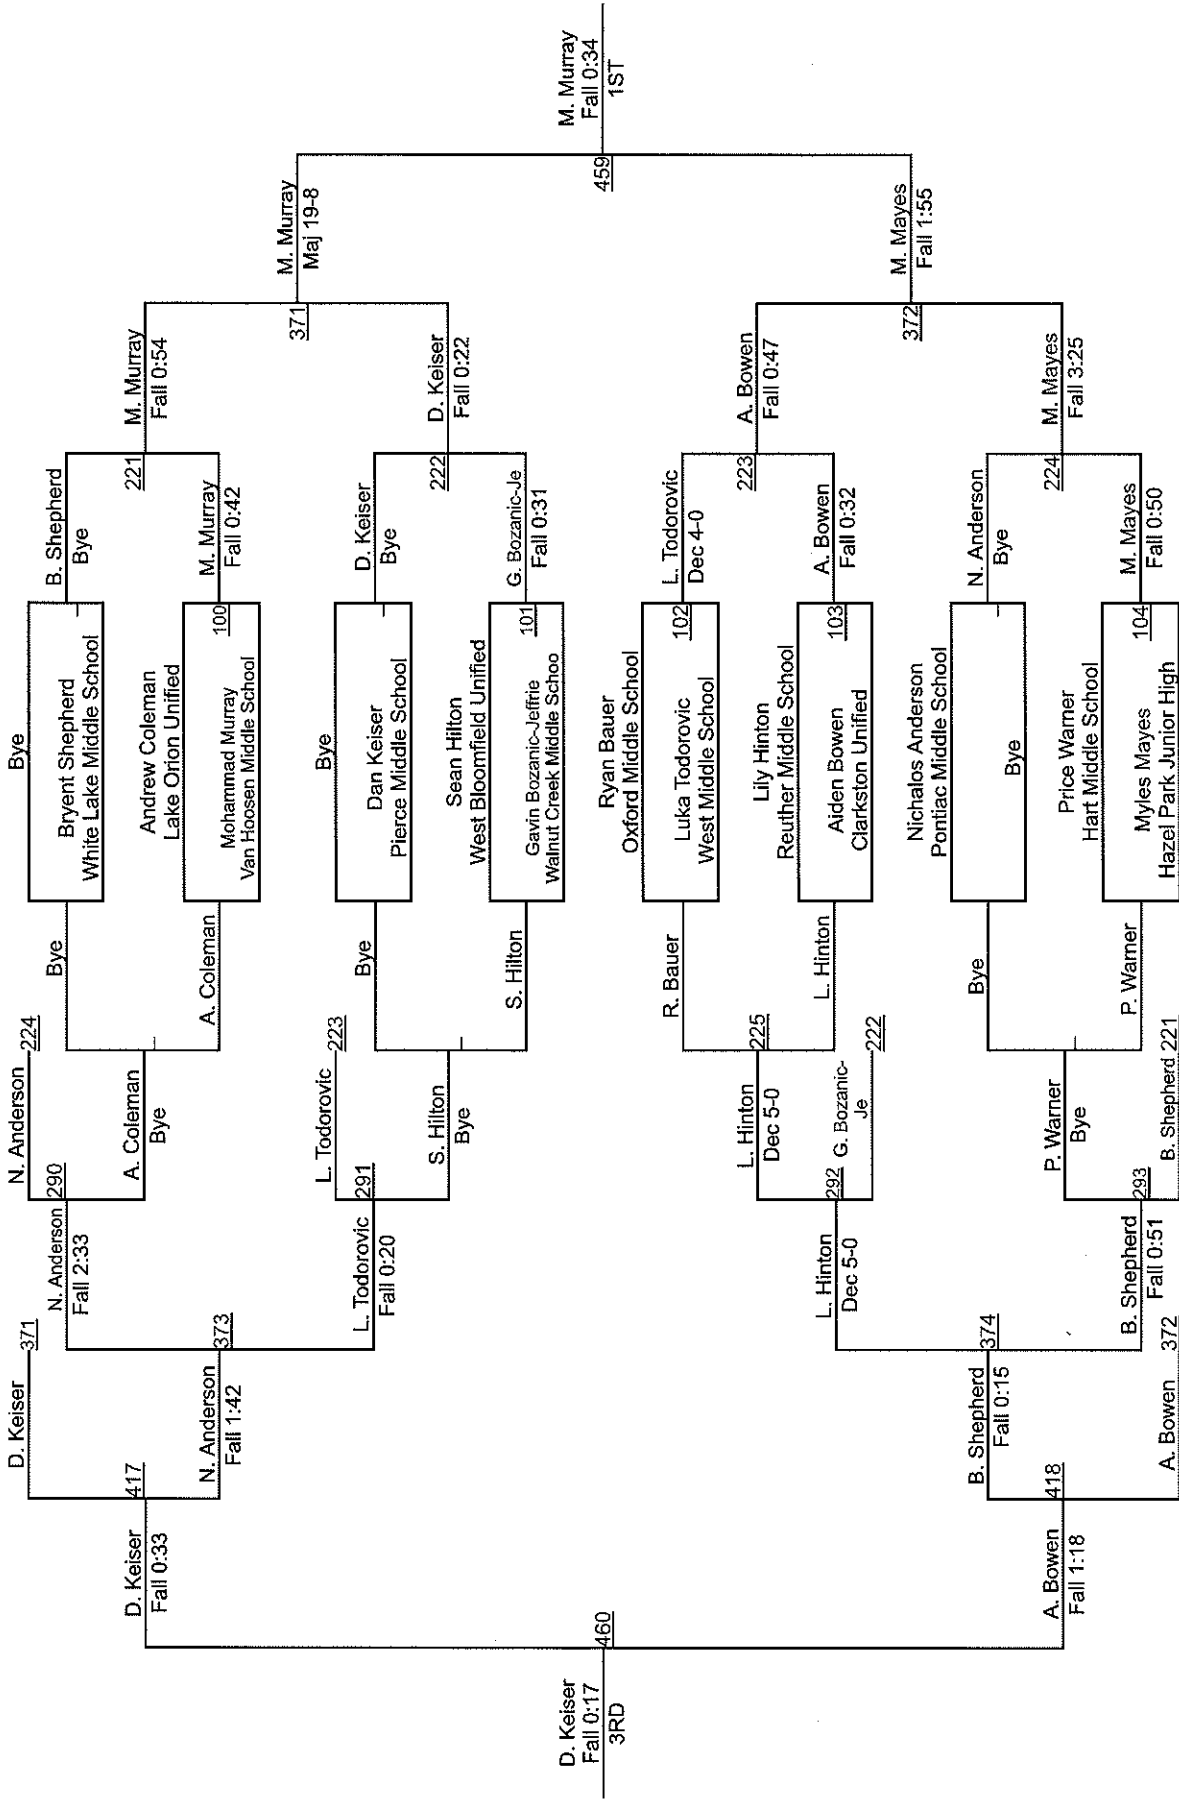 Bye
Bryent Shepherd
White Lake Middle School
Andrew Coleman
Lake Orion Unified
Mohammad Murray
Van Hoosen Middle School
100
Bye
Dan Keiser
Pierce Middle School
Sean Hilton
West Bloomfield Unified
Gavin Bozanic-Jeffrie
Walnut Creek Middle Schoo
101
Ryan Bauer
Oxford Middle School
Luka Todorovic
West Middle School
102
Lily Hinton
Reuther Middle School
Aiden Bowen
Clarkston Unified
103
Nichalos Anderson
Pontiac Middle School
Bye
Price Warner
Hart Middle School
Myles Mayes
Hazel Park Junior High
104
B. Shepherd
Bye
M. Murray
Fall 0:42
D. Keiser
Bye
G. Bozanic-Je
Fall 0:31
L. Todorovic
Dec 4-0
A. Bowen
Fall 0:32
N. Anderson
Bye
M. Mayes
Fall 0:50
221
222
223
224
M. Murray
Fall 0:54
D. Keiser
Fall 0:22
A. Bowen
Fall 0:47
M. Mayes
Fall 3:25
371
372
M. Murray
Maj 19-8
M. Mayes
Fall 1:55
459
M. Murray
Fall 0:34
1ST
Bye
A. Coleman
Bye
S. Hilton
R. Bauer
L. Hinton
Bye
P. Warner
224
223
225
222
221
N. Anderson
A. Coleman
Bye
L. Todorovic
S. Hilton
Bye
L. Hinton
Dec 5-0
G. Bozanic-
Je
P. Warner
Bye
B. Shepherd
290
291
292
293
N. Anderson
Fall 2:33
L. Todorovic
Fall 0:20
L. Hinton
Dec 5-0
B. Shepherd
Fall 0:51
371
373
374
372
D. Keiser
N. Anderson
Fall 1:42
B. Shepherd
Fall 0:15
A. Bowen
417
418
D. Keiser
Fall 0:33
A. Bowen
Fall 1:18
460
D. Keiser
Fall 0:17
3RD